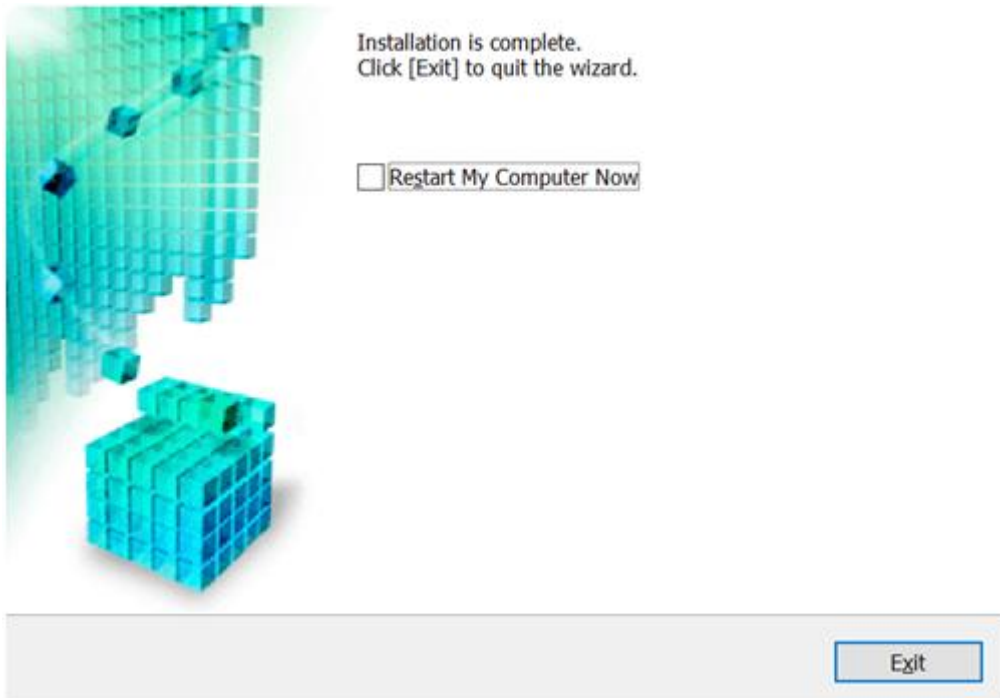 Installation is complete.
Click [Exit] to quit the wizard.
Restart My Computer Now
Exit